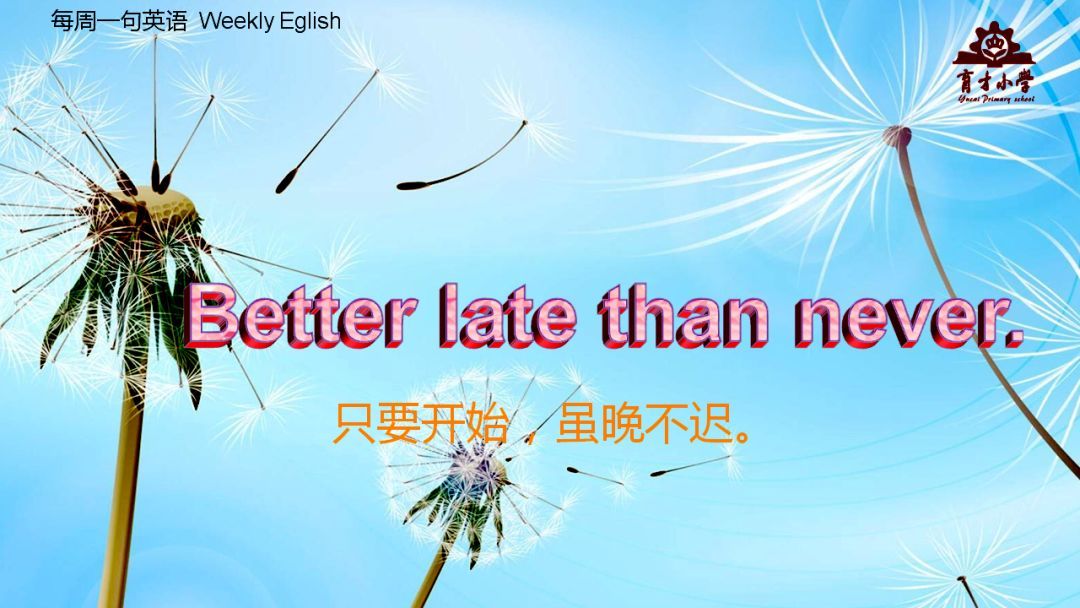 每周一句英语 Weekly Eglish
育才小学
Yucai Primary school
Better late than never.
只要开始，虽晚不迟。